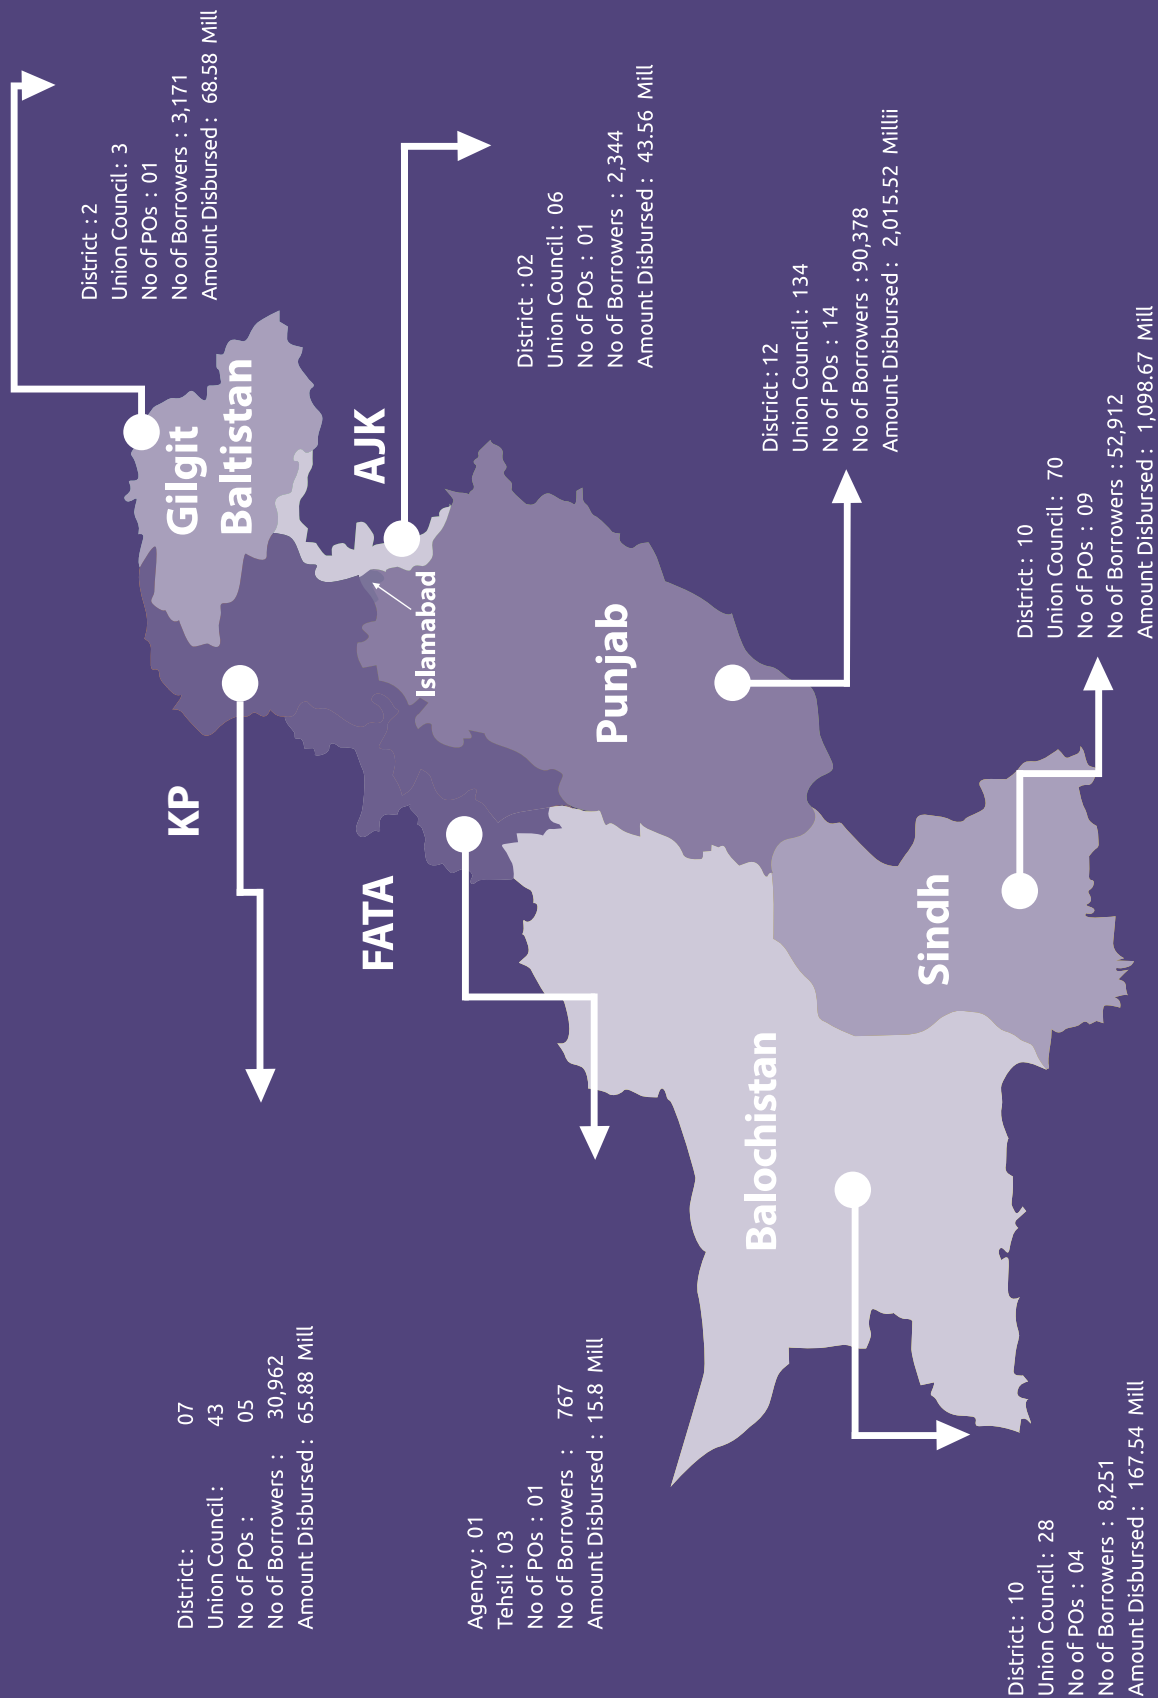 District : 07
Union Council : 43
No of POs : 05
No of Borrowers : 30,962
Amount Disbursed : 65.88 Mill
KP
Gilgit
Baltistan
District : 2
Union Council : 3
No of POs : 01
No of Borrowers : 3,171
Amount Disbursed : 68.58 Mill
Agency : 01
Tehsil : 03
No of POs : 01
No of Borrowers : 767
Amount Disbursed : 15.8 Mill
FATA
Islamabad
AJK
District : 02
Union Council : 06
No of POs : 01
No of Borrowers : 2,344
Amount Disbursed : 43.56 Mill
Punjab
District : 12
Union Council : 134
No of POs : 14
No of Borrowers : 90,378
Amount Disbursed : 2,015.52 Millii
Balochistan
Sindh
District : 10
Union Council : 28
No of POs : 04
No of Borrowers : 8,251
Amount Disbursed : 167.54 Mill
District : 10
Union Council : 70
No of POs : 09
No of Borrowers : 52,912
Amount Disbursed : 1,098.67 Mill